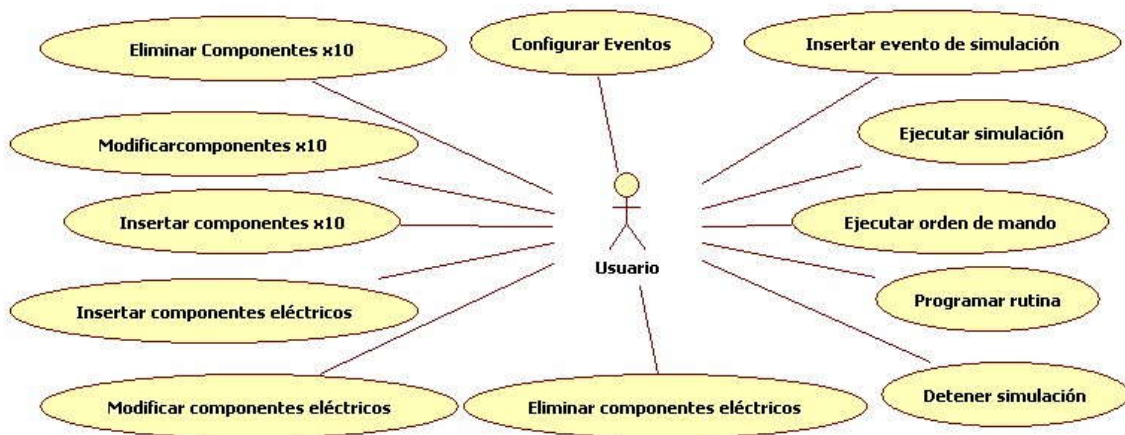 Eliminar Componentes x10
Configurar Eventos
Insertar evento de simulación
Modificarcomponentes x10
Ejecutar simulación
Insertar componentes x10
Ejecutar orden de mando
Usuario
Insertar componentes eléctricos
Programar rutina
Modificar componentes eléctricos
Eliminar componentes eléctricos
Detener simulación